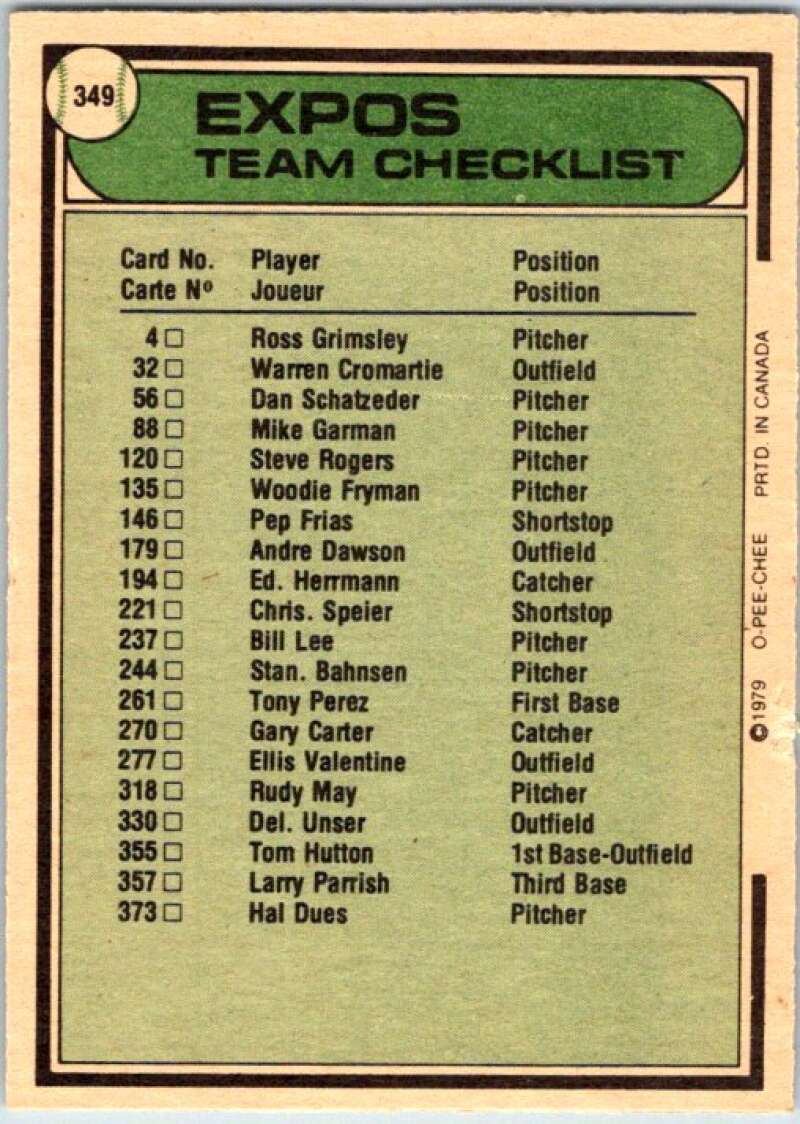 349
EXPOS
TEAM CHECKLIST
Card No. Player Position
Carte Nº Joueur Position
4 □ Ross Grimsley Pitcher
32 □ Warren Cromartie Outfield
56 □ Dan Schatzeder Pitcher
88 □ Mike Garman Pitcher
120 □ Steve Rogers Pitcher
135 □ Woodie Fryman Pitcher
146 □ Pep Frias Shortstop
179 □ Andre Dawson Outfield
194 □ Ed. Herrmann Catcher
221 □ Chris. Speier Shortstop
237 □ Bill Lee Pitcher
244 □ Stan. Bahnsen Pitcher
261 □ Tony Perez First Base
270 □ Gary Carter Catcher
277 □ Ellis Valentine Outfield
318 □ Rudy May Pitcher
330 □ Del. Unser Outfield
355 □ Tom Hutton 1st Base-Outfield
357 □ Larry Parrish Third Base
373 □ Hal Dues Pitcher
©1979 O-PEE-CHEE PRTD. IN CANADA